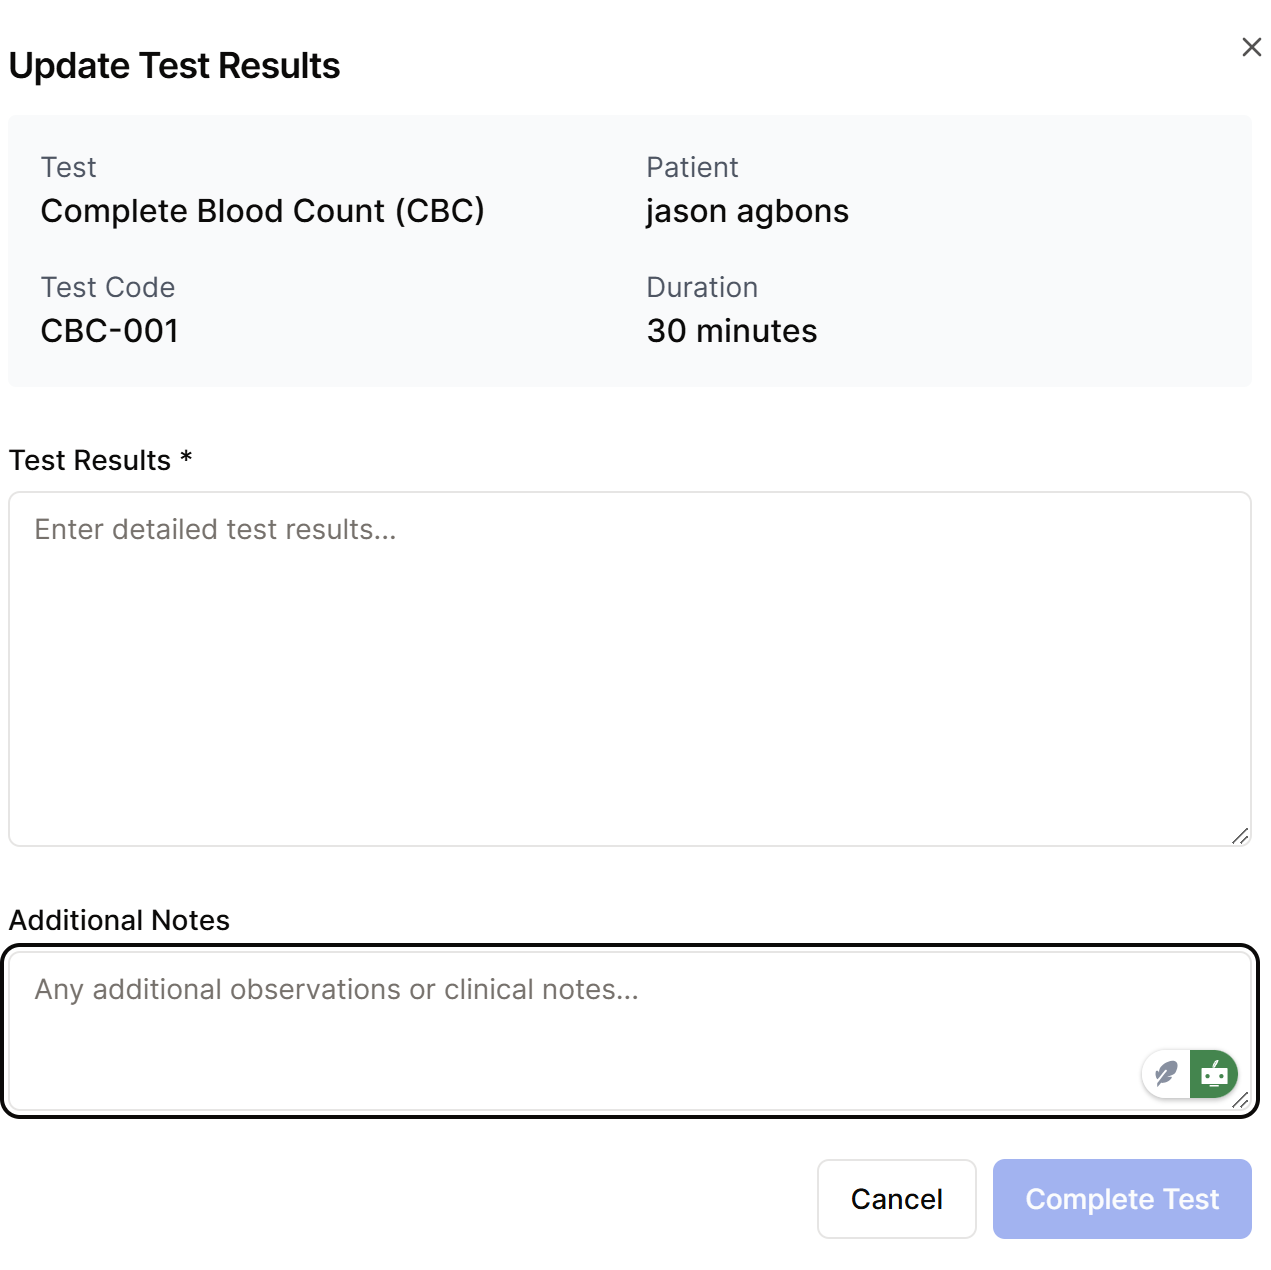 Update Test Results
Test
Complete Blood Count (CBC)
Patient
jason agbons
Test Code
CBC-001
Duration
30 minutes
Test Results *
Enter detailed test results...
Additional Notes
Any additional observations or clinical notes...
Cancel
Complete Test